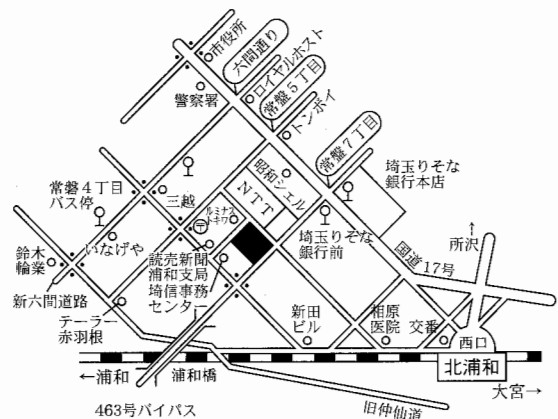 市役所
六間通り
ロイヤルホスト
常盤5丁目
トンボイ
警察署
常盤7丁目
昭和シェル
埼玉りそな
銀行本店
NTT
常磐4丁目
バス停
三越
ルミナス
トキワ
〒
埼玉りそな
銀行前
↑
所沢
国道17号
鈴木
輪業
いなげや
読売新聞
浦和支局
埼信事務
センター
新六間道路
テーラー
赤羽根
新田
ビル
相原
医院
交番
西口
北浦和
←浦和
浦和橋
大宮→
463号バイパス
旧仲仙道